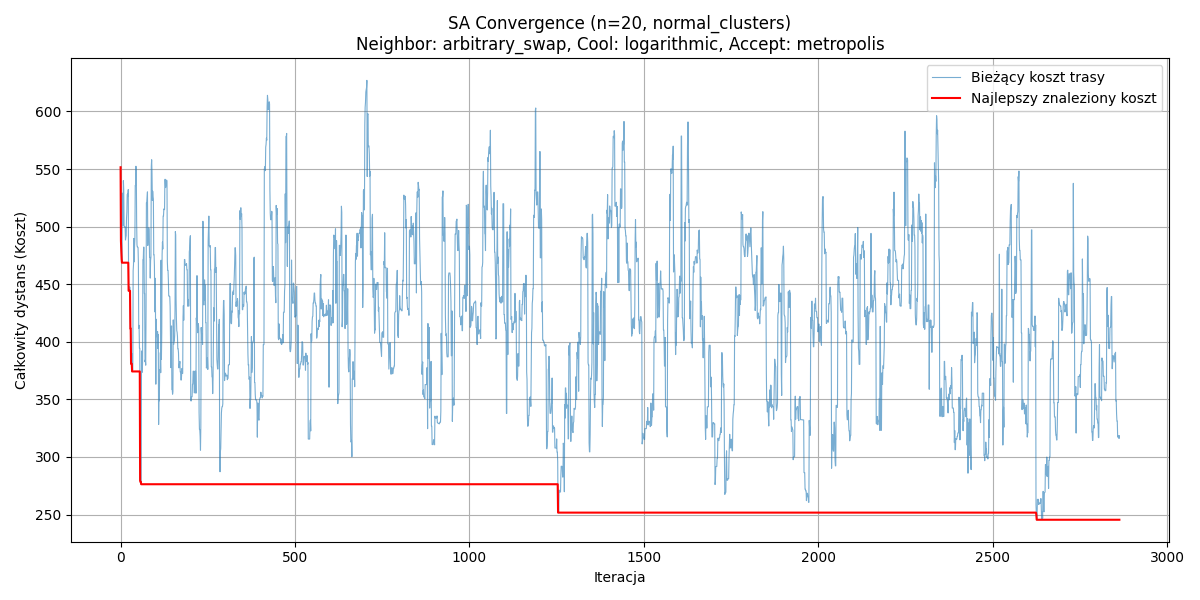 SA Convergence (n=20, normal_clusters)
Neighbor: arbitrary_swap, Cool: logarithmic, Accept: metropolis
Bieżący koszt trasy
Najlepszy znaleziony koszt
Całkowity dystans (Koszt)
600
550
500
450
400
350
300
250
0
500
1000
1500
2000
2500
3000
Iteracja